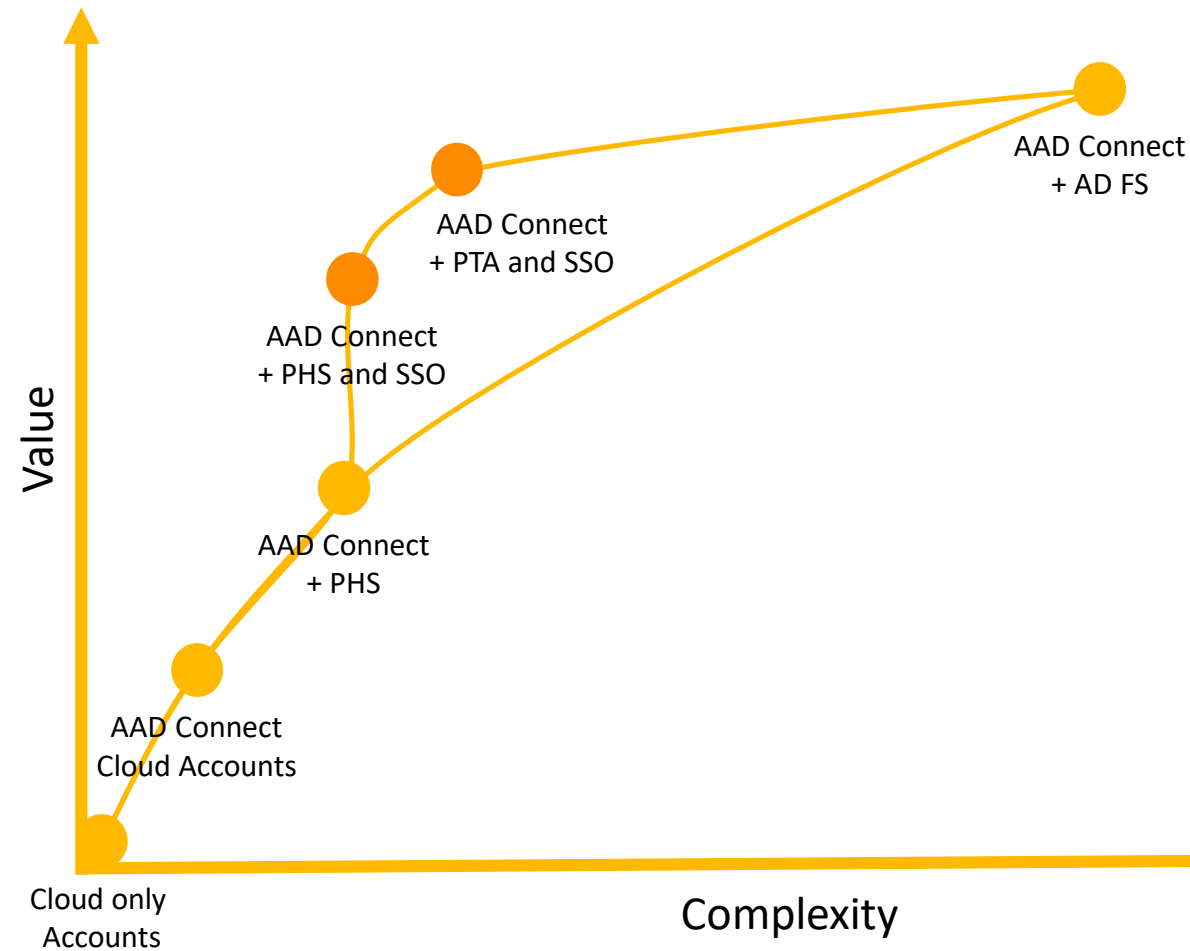 AAD Connect
+ AD FS
AAD Connect
+ PTA and SSO
AAD Connect
+ PHS and SSO
Value
AAD Connect
+ PHS
AAD Connect
Cloud Accounts
Cloud only
Accounts
Complexity